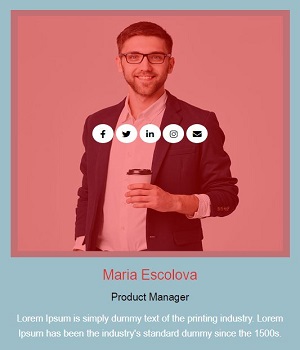 Maria Escolova
Product Manager
Lorem Ipsum is simply dummy text of the printing industry. Lorem
Ipsum has been the industry's standard dummy since the 1500s.